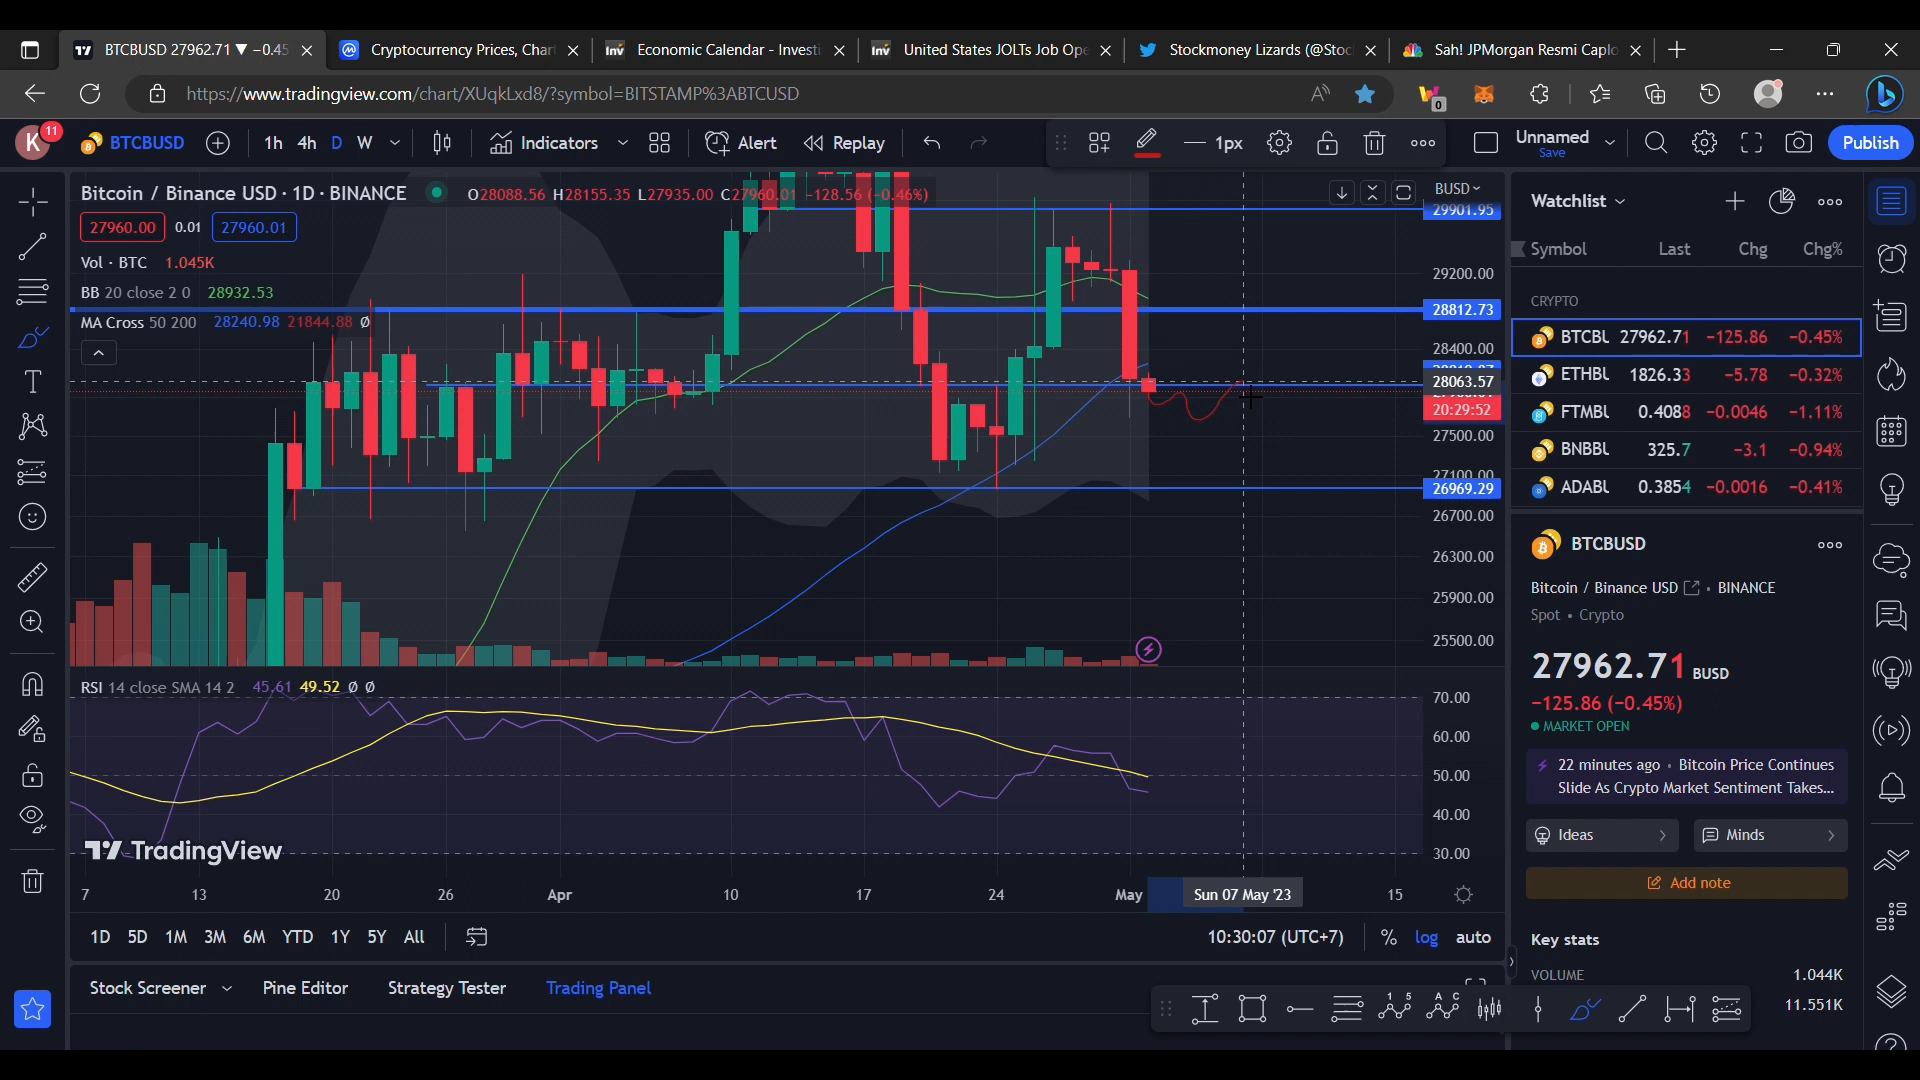 BTCBUSD 27962.71 ▼ −0.45
Cryptocurrency Prices, Chart
Economic Calendar - Investi
United States JOLTs Job Ope
Stockmoney Lizards (@Stoc
Sah! JPMorgan Resmi Caplo
https://www.tradingview.com/chart/XUqkLxd8/?symbol=BITSTAMP%3ABTCUSD
0
K 11 BTCBUSD 1h 4h D W Indicators Alert Replay 1px Unnamed Save Publish
Bitcoin / Binance USD · 1D · BINANCE O28088.56 H28155.35 L27935.00 C27960.01 −128.56 (−0.46%)
27960.00 0.01 27960.01
Vol · BTC 1.045K
BB 20 close 2 0 28932.53
MA Cross 50 200 28240.98 21844.88 Ø
BUSD
29901.95
29200.00
28812.73
28400.00
28063.57
20:29:52
27500.00
27100.00
26969.29
26700.00
26300.00
25900.00
25500.00
RSI 14 close SMA 14 2 45.61 49.52 Ø Ø
70.00
60.00
50.00
40.00
30.00
TradingView
7 13 20 26 Apr 10 17 24 May Sun 07 May '23 15
1D 5D 1M 3M 6M YTD 1Y 5Y All 10:30:07 (UTC+7) % log auto
Stock Screener Pine Editor Strategy Tester Trading Panel
Watchlist
Symbol Last Chg Chg%
CRYPTO
BTCBL 27962.71 −125.86 −0.45%
ETHBL 1826.33 −5.78 −0.32%
FTMBL 0.4088 −0.0046 −1.11%
BNBBL 325.7 −3.1 −0.94%
ADABL 0.3854 −0.0016 −0.41%
BTCBUSD
Bitcoin / Binance USD • BINANCE
Spot • Crypto
27962.71 BUSD
−125.86 (−0.45%)
MARKET OPEN
22 minutes ago • Bitcoin Price Continues
Slide As Crypto Market Sentiment Takes...
Ideas Minds
Add note
Key stats
VOLUME 1.044K
11.551K